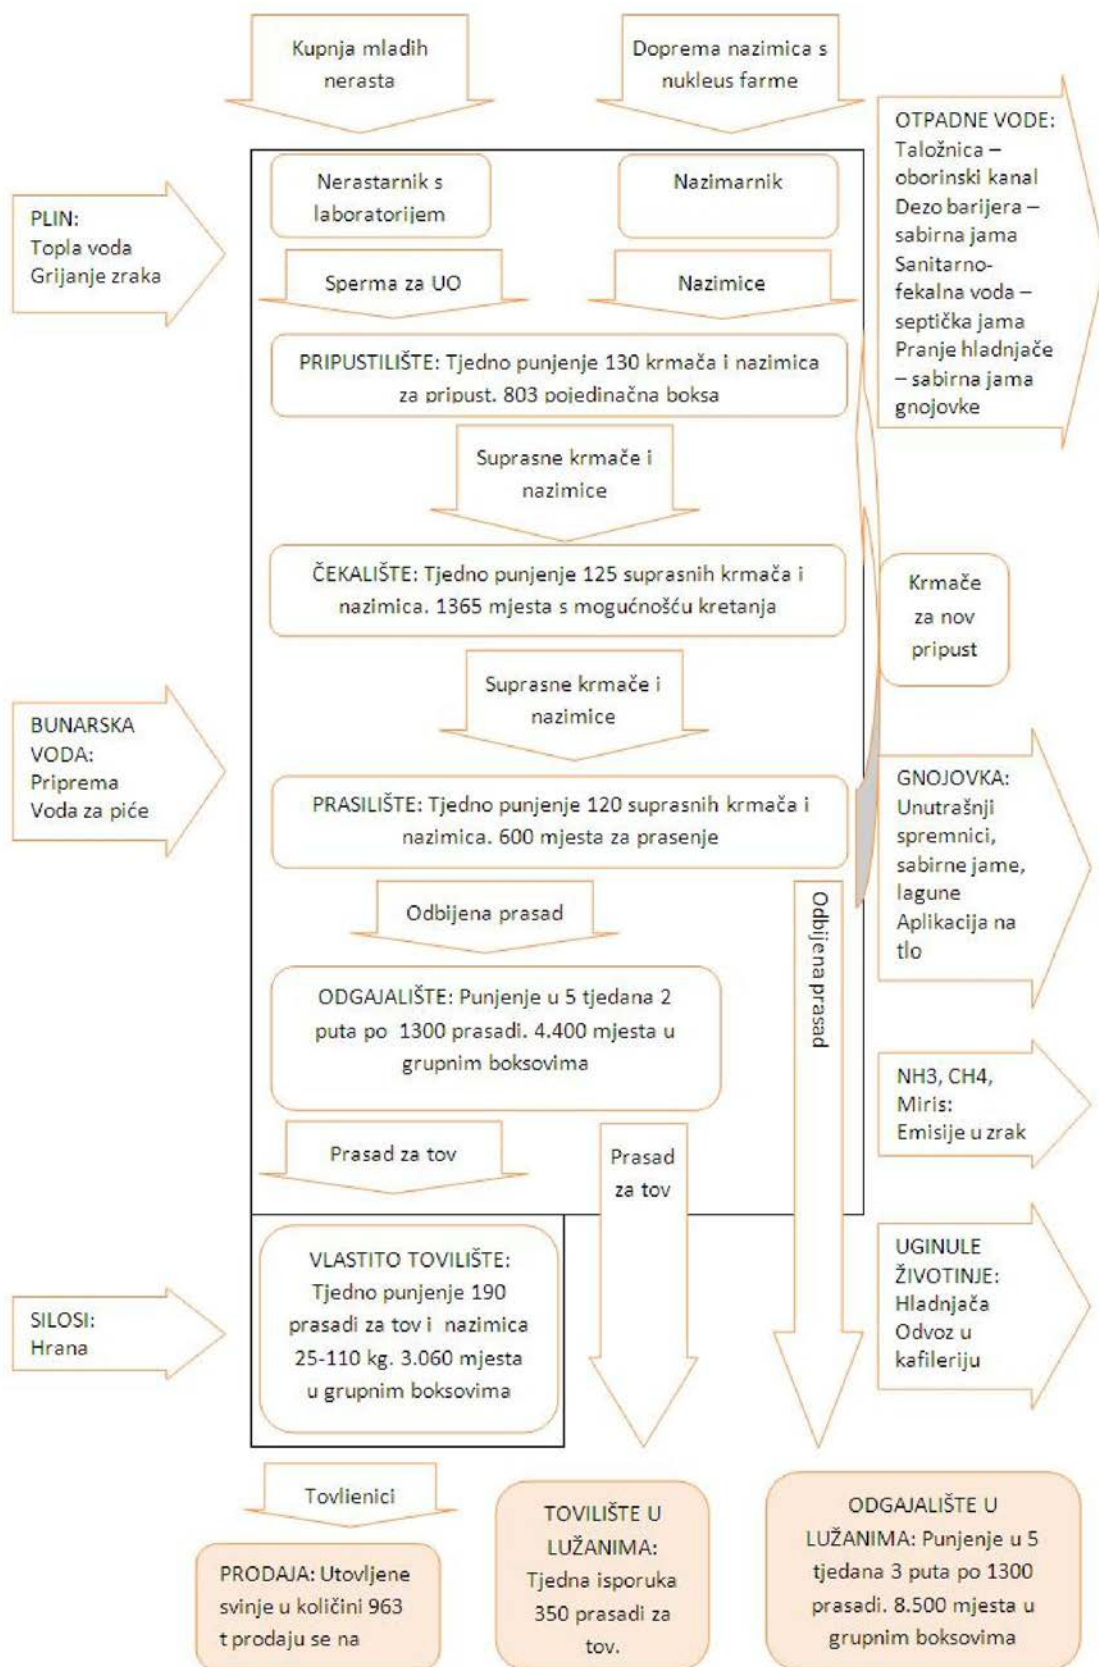 Kupnja mladih
nerasta
Doprema nazimica s
nukleus farme
OTPADNE VODE:
Taložnica –
oborinski kanal
Dezo barijera –
sabirna jama
Sanitarno-
fekalna voda –
septička jama
Pranje hladnjače
– sabirna jama
gnojovke
Nerastarnik s
laboratorijem
Nazimarnik
PLIN:
Topla voda
Grijanje zraka
Sperma za UO
Nazimice
PRIPUSTILIŠTE: Tjedno punjenje 130 krmača i nazimica
za pripust. 803 pojedinačna boksa
Suprasne krmače i
nazimice
ČEKALIŠTE: Tjedno punjenje 125 suprasnih krmača i
nazimica. 1365 mjesta s mogućnošću kretanja
Krmače
za nov
pripust
Suprasne krmače i
nazimice
BUNARSKA
VODA:
Priprema
Voda za piće
PRASILIŠTE: Tjedno punjenje 120 suprasnih krmača i
nazimica. 600 mjesta za prasenje
GNOJOVKA:
Unutrašnji
spremnici,
sabirne jame,
lagune
Aplikacija na
tlo
Odbijena prasad
Odbijena prasad
ODGAJALIŠTE: Punjenje u 5 tjedana 2
puta po 1300 prasadi. 4.400 mjesta u
grupnim boksovima
NH3, CH4,
Miris:
Emisije u zrak
Prasad za tov
Prasad
za tov
UGINULE
ŽIVOTINJE:
Hladnjača
Odvoz u
kafileriju
VLASTITO TOVILIŠTE:
Tjedno punjenje 190
prasadi za tov i nazimica
25-110 kg. 3.060 mjesta
u grupnim boksovima
SILOSI:
Hrana
Tovljenici
PRODAJA: Utovljene
svinje u količini 963
t prodaju se na
TOVILIŠTE U
LUŽANIMA:
Tjedna isporuka
350 prasadi za
tov.
ODGAJALIŠTE U
LUŽANIMA: Punjenje u 5
tjedana 3 puta po 1300
prasadi. 8.500 mjesta u
grupnim boksovima